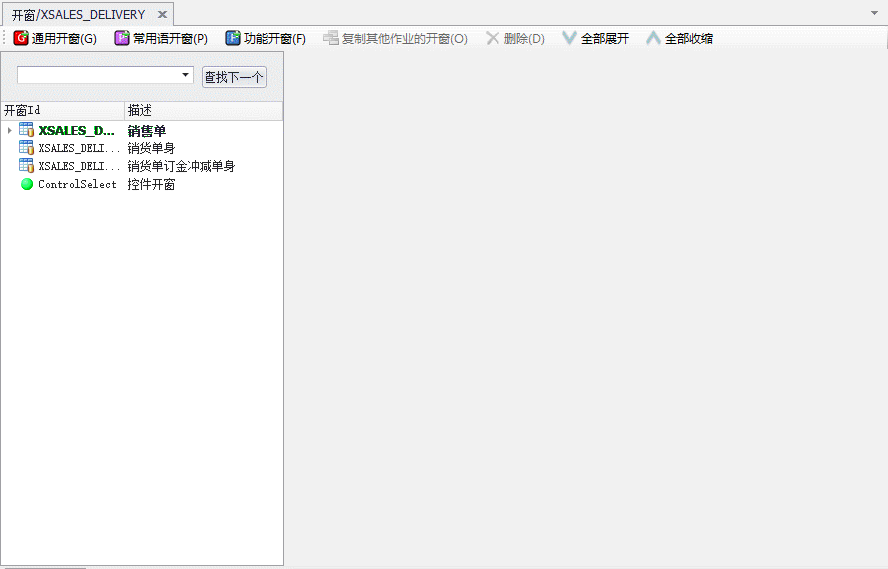 开窗/XSALES_DELIVERY
通用开窗(G) 常用语开窗(P) 功能开窗(F) 复制其他作业的开窗(O) 删除(D) 全部展开 全部收缩
查找下一个
开窗Id 描述
XSALES_D... 销售单
XSALES_DELI... 销货单身
XSALES_DELI... 销货单订金冲减单身
ControlSelect 控件开窗